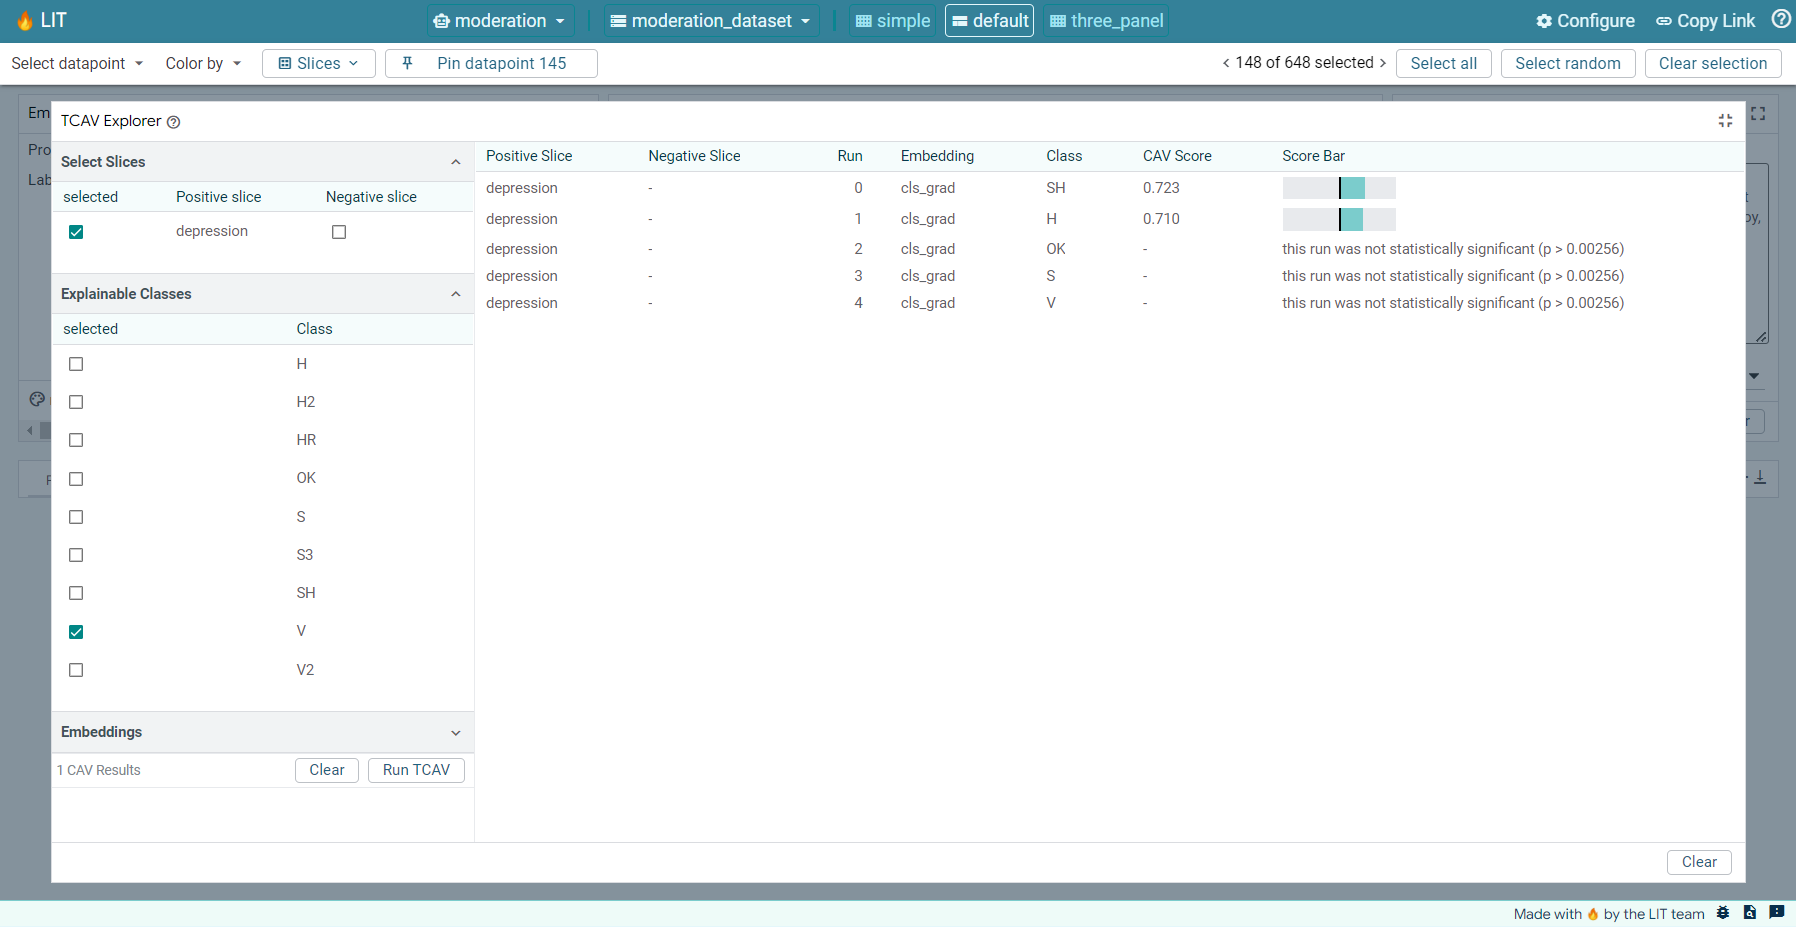 LIT moderation moderation_dataset simple default three_panel Configure Copy Link
Select datapoint Color by Slices Pin datapoint 145 148 of 648 selected Select all Select random Clear selection
TCAV Explorer
Select Slices
selected Positive slice Negative slice
depression
Explainable Classes
selected Class
H
H2
HR
OK
S
S3
SH
V
V2
Embeddings
1 CAV Results Clear Run TCAV
Positive Slice Negative Slice Run Embedding Class CAV Score Score Bar
depression - 0 cls_grad SH 0.723
depression - 1 cls_grad H 0.710
depression - 2 cls_grad OK - this run was not statistically significant (p > 0.00256)
depression - 3 cls_grad S - this run was not statistically significant (p > 0.00256)
depression - 4 cls_grad V - this run was not statistically significant (p > 0.00256)
Clear
Made with 🔥 by the LIT team